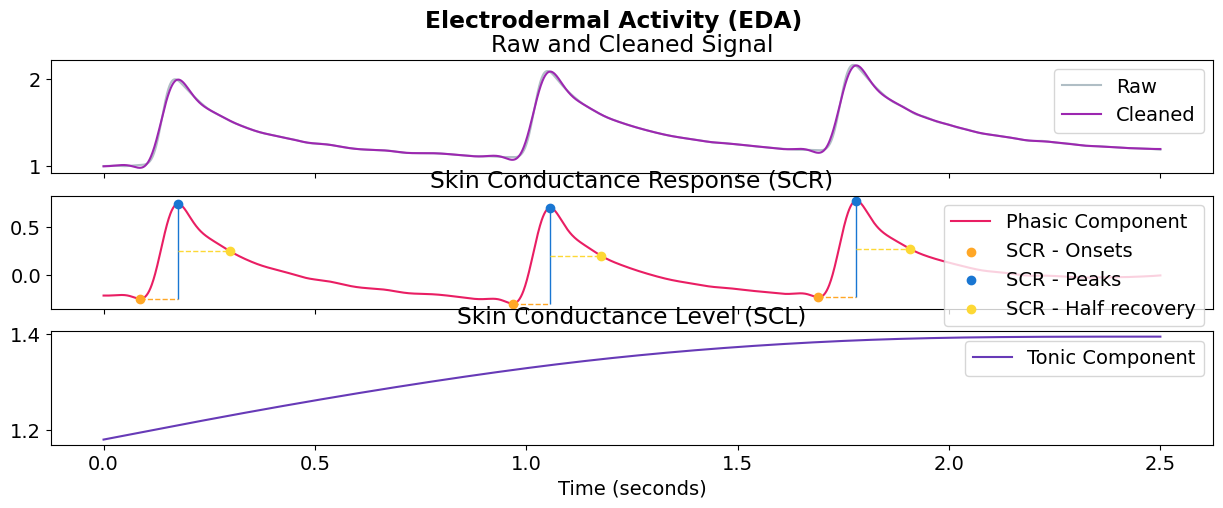 Electrodermal Activity (EDA)
Raw and Cleaned Signal
2
1
Raw
Cleaned
Skin Conductance Response (SCR)
0.5
0.0
Phasic Component
SCR - Onsets
SCR - Peaks
SCR - Half recovery
Skin Conductance Level (SCL)
1.4
1.2
Tonic Component
0.0 0.5 1.0 1.5 2.0 2.5
Time (seconds)